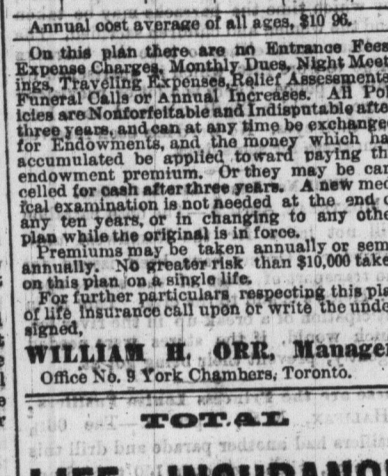 Annual cost average of all ages, $10 96.
On this plan there are no Entrance Fees
Expense Charges, Monthly Dues, Night Meet
ings, Traveling Expenses, Relief Assessments
Funeral Calls or Annual Increases. All Pol
icies are Nonforfeitable and Indisputable afte
three years, and can at any time be exchange
for Endowments, and the money which ha
accumulated be applied toward paying th
endowment premium. Or they may be can
celled for cash after three years. A new med
ical examination is not needed at the end o
any ten years, or in changing to any othe
plan while the original is in force.
Premiums may be taken annually or sem
annually. No greater risk than $10,000 take
on this plan on a single life.
For further particulars respecting this pla
of life insurance call upon or write the unde
signed,
WILLIAM H. ORR, Manager
Office No. 9 York Chambers, Toronto.
TOTAL
LIFE INSURANC